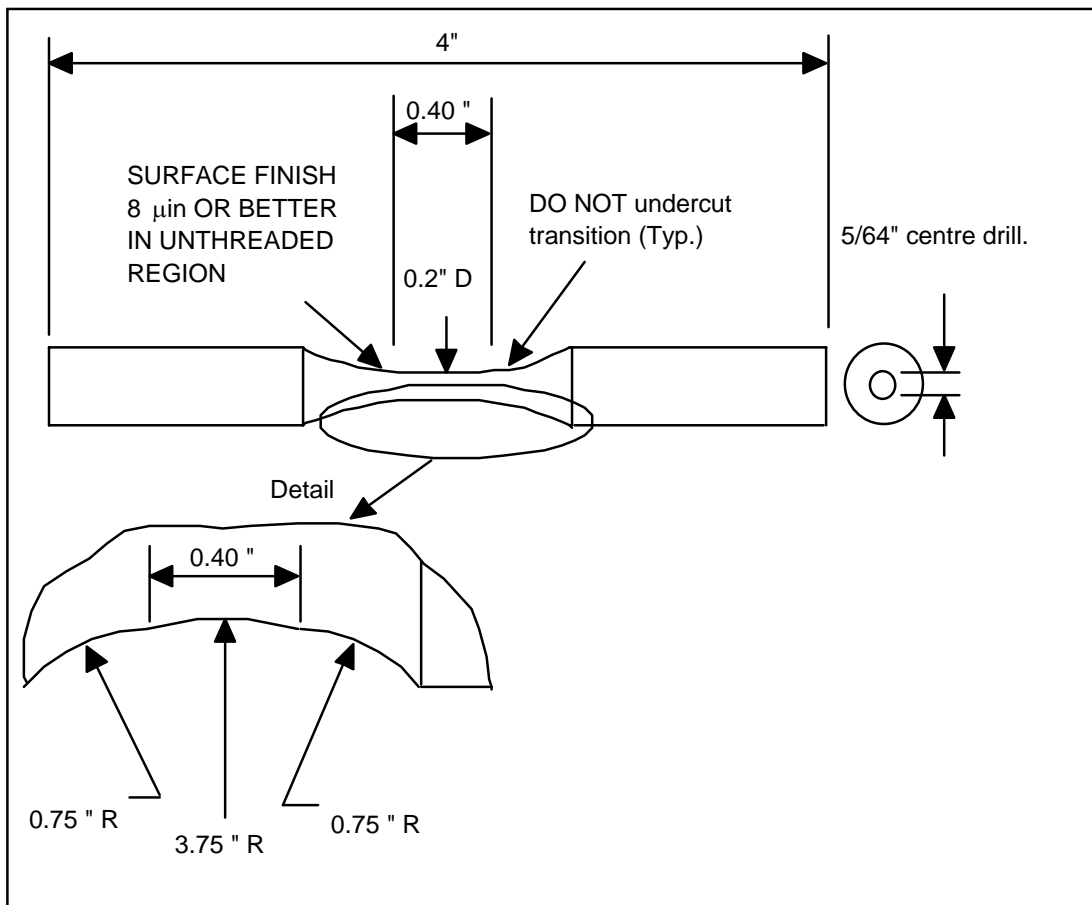 4"
0.40 "
SURFACE FINISH
8 μin OR BETTER
IN UNTHREADED
REGION
DO NOT undercut
transition (Typ.)
5/64" centre drill.
0.2" D
Detail
0.40 "
0.75 " R
3.75 " R
0.75 " R